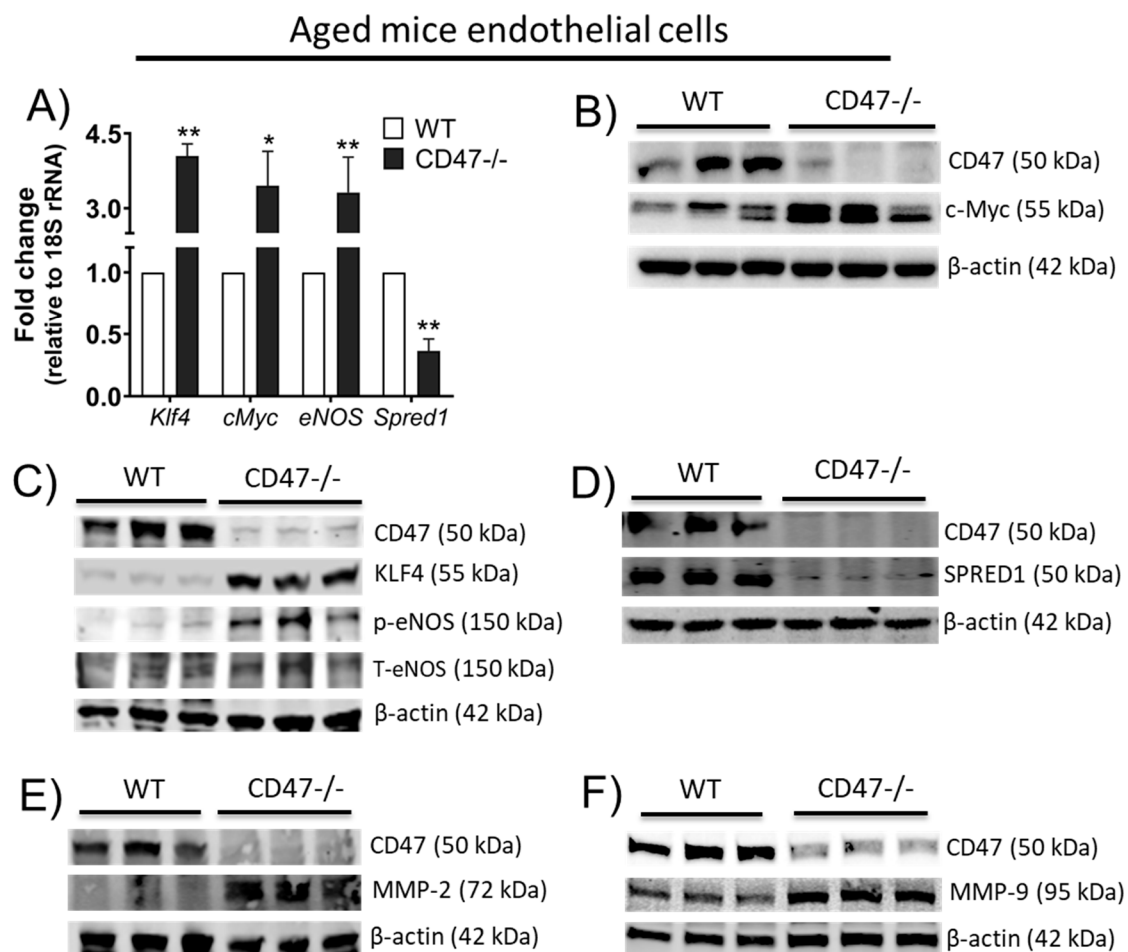 Aged mice endothelial cells
A)
4.5
3.0
1.0
0.5
0.0
Fold change
(relative to 18S rRNA)
** * ** **
WT
CD47-/-
Klf4 cMyc eNOS Spred1
B)
WT CD47-/-
CD47 (50 kDa)
c-Myc (55 kDa)
β-actin (42 kDa)
C)
WT CD47-/-
CD47 (50 kDa)
KLF4 (55 kDa)
p-eNOS (150 kDa)
T-eNOS (150 kDa)
β-actin (42 kDa)
D)
WT CD47-/-
CD47 (50 kDa)
SPRED1 (50 kDa)
β-actin (42 kDa)
E)
WT CD47-/-
CD47 (50 kDa)
MMP-2 (72 kDa)
β-actin (42 kDa)
F)
WT CD47-/-
CD47 (50 kDa)
MMP-9 (95 kDa)
β-actin (42 kDa)